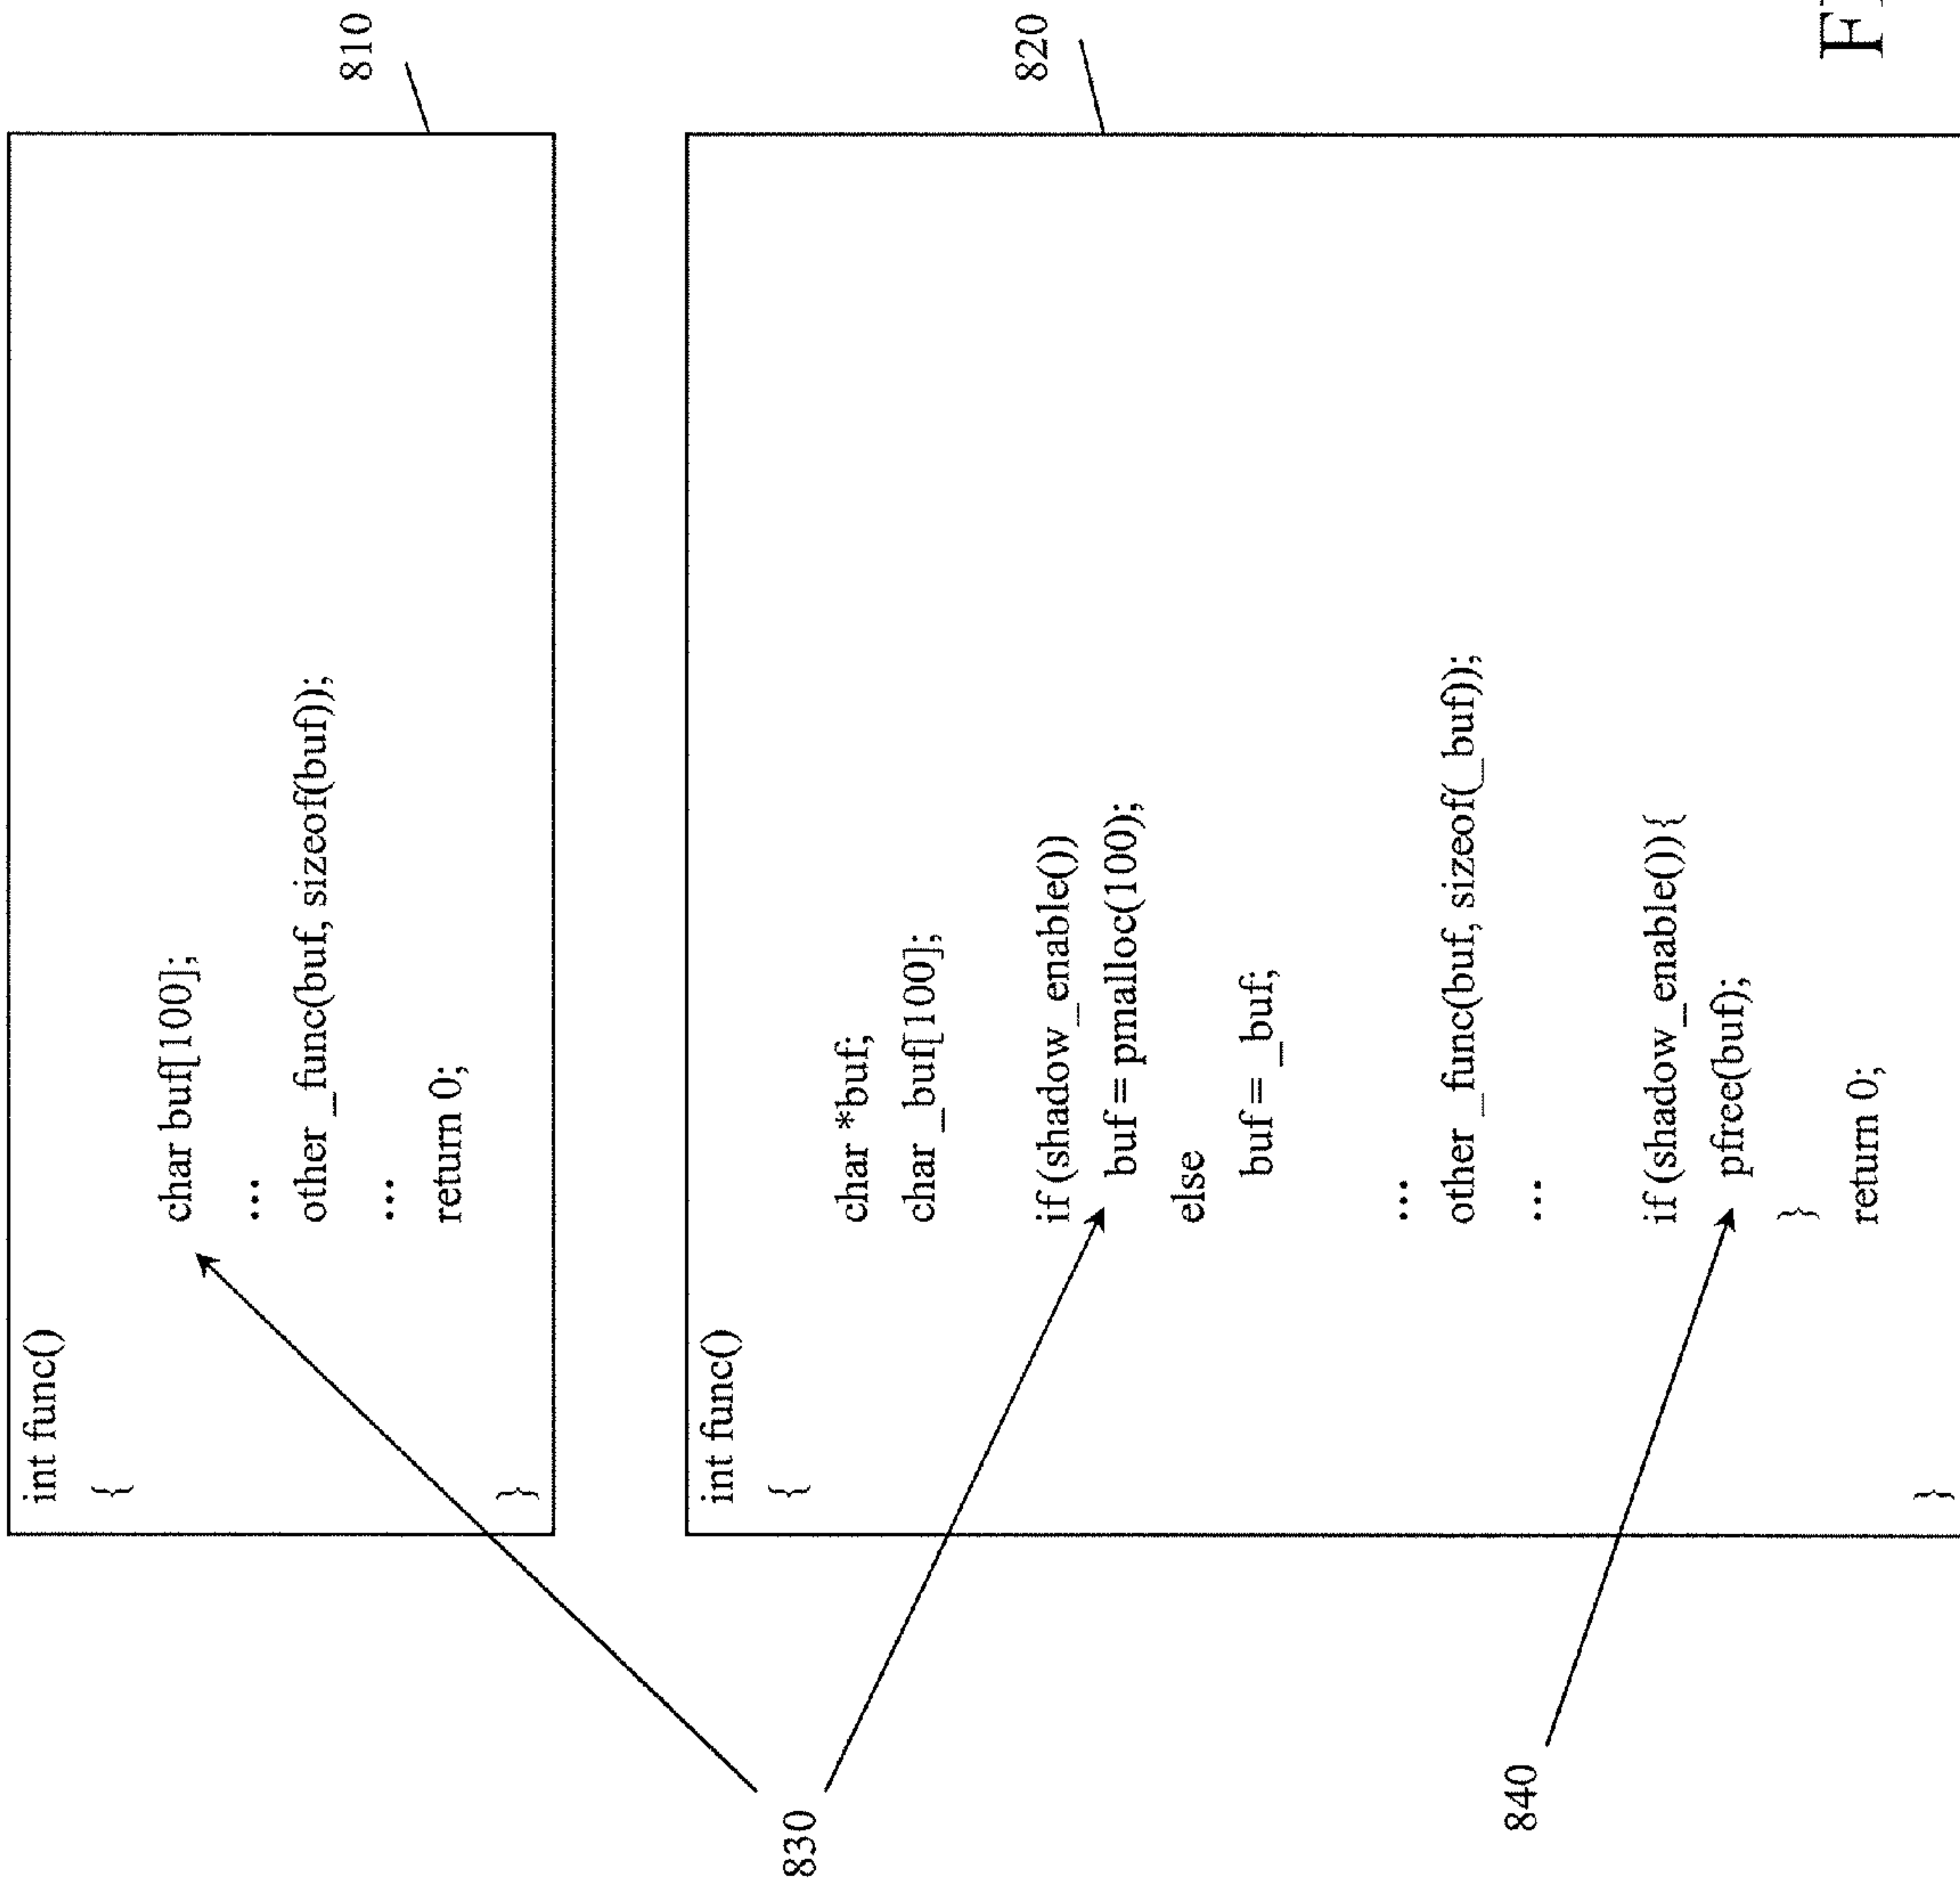 int func()
{
char buf[100];
...
other _func(buf, sizeof(buf));
...
return 0;
}
810
int func()
{
char *buf;
char _buf[100];
if (shadow_enable())
buf = pmalloc(100);
else
buf = _buf;
...
other _func(buf, sizeof(_buf));
...
if (shadow_enable()) {
pfree(buf);
}
return 0;
}
820
830
840